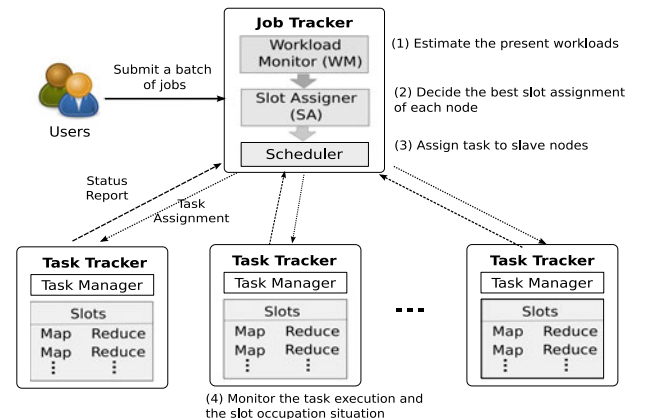 Job Tracker
Workload
Monitor (WM)
(1) Estimate the present workloads
Submit a batch
of jobs
Slot Assigner
(SA)
(2) Decide the best slot assignment
of each node
Users
Scheduler
(3) Assign task to slave nodes
Status
Report
Task
Assignment
Task Tracker
Task Manager
Slots
Map Reduce
Map Reduce
Task Tracker
Task Manager
Slots
Map Reduce
Map Reduce
Task Tracker
Task Manager
Slots
Map Reduce
Map Reduce
(4) Monitor the task execution and
the slot occupation situation